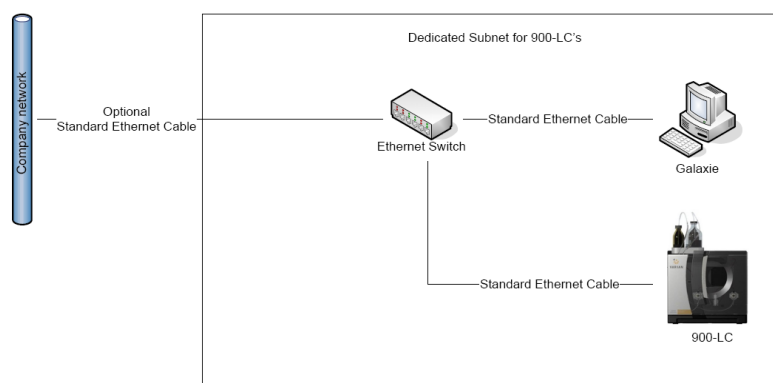 Dedicated Subnet for 900-LC's
Company network
Optional
Standard Ethernet Cable
Ethernet Switch
Standard Ethernet Cable
Galaxie
Standard Ethernet Cable
900-LC